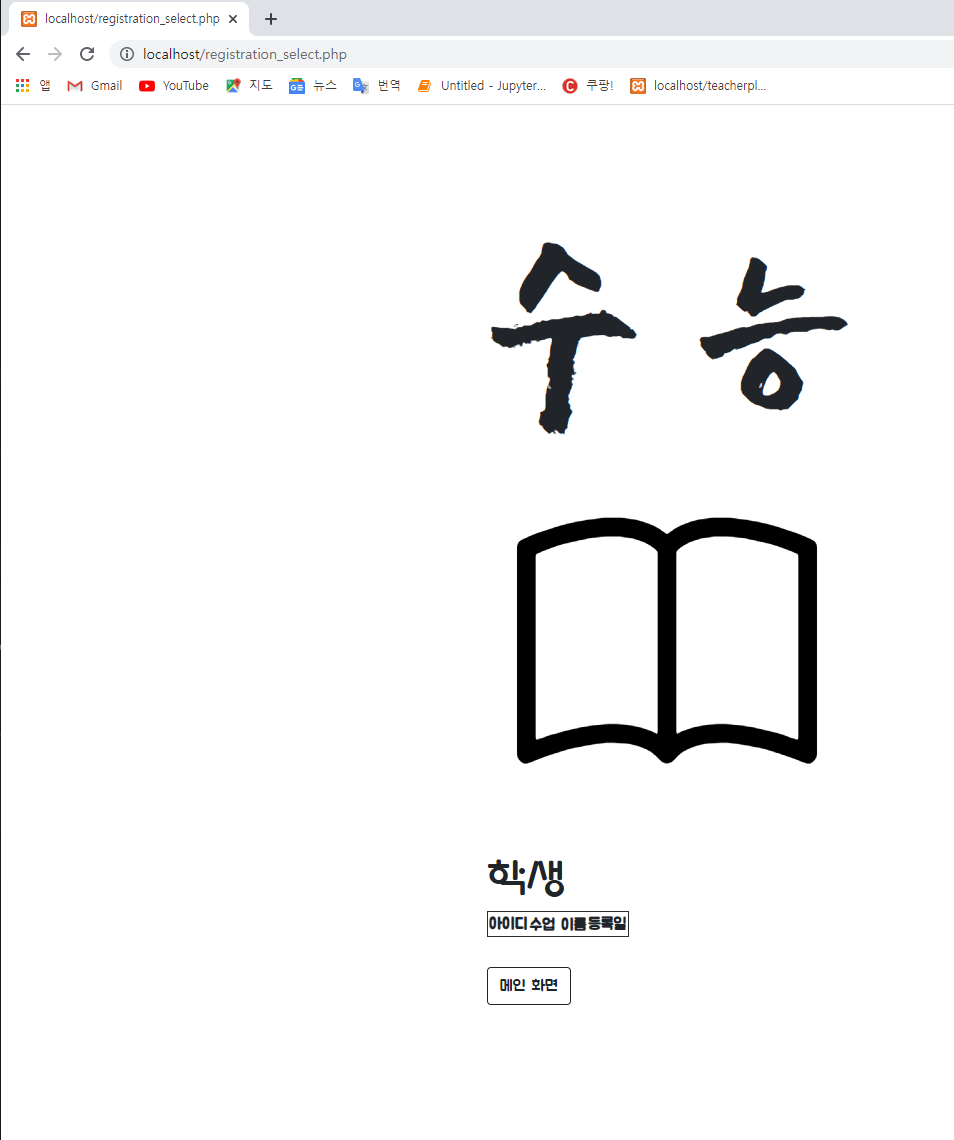 localhost/registration_select.php
localhost/registration_select.php
앱 Gmail YouTube 지도 뉴스 번역 Untitled - Jupyter... 쿠팡! localhost/teacherpl...
수능
학생
아이디 수업 이름 등록일
메인 화면